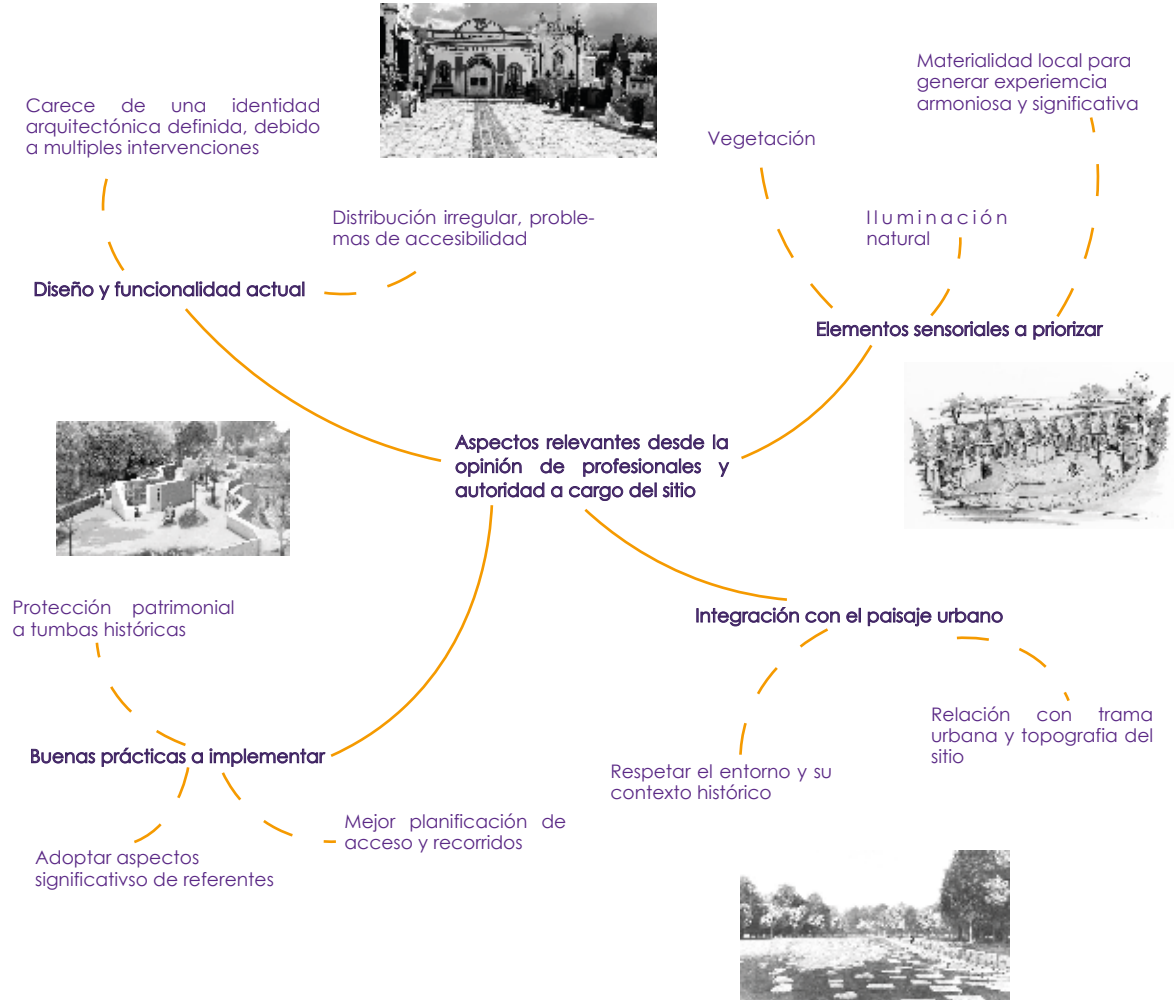 Materialidad local para
generar experiemcia
armoniosa y significativa
Carece de una identidad
arquitectónica definida, debido
a multiples intervenciones
Vegetación
Distribución irregular, proble-
mas de accesibilidad
Iluminación
natural
Diseño y funcionalidad actual
Elementos sensoriales a priorizar
Aspectos relevantes desde la
opinión de profesionales y
autoridad a cargo del sitio
Protección patrimonial
a tumbas históricas
Integración con el paisaje urbano
Relación con trama
urbana y topografia del
sitio
Buenas prácticas a implementar
Respetar el entorno y su
contexto histórico
Mejor planificación de
acceso y recorridos
Adoptar aspectos
significativso de referentes